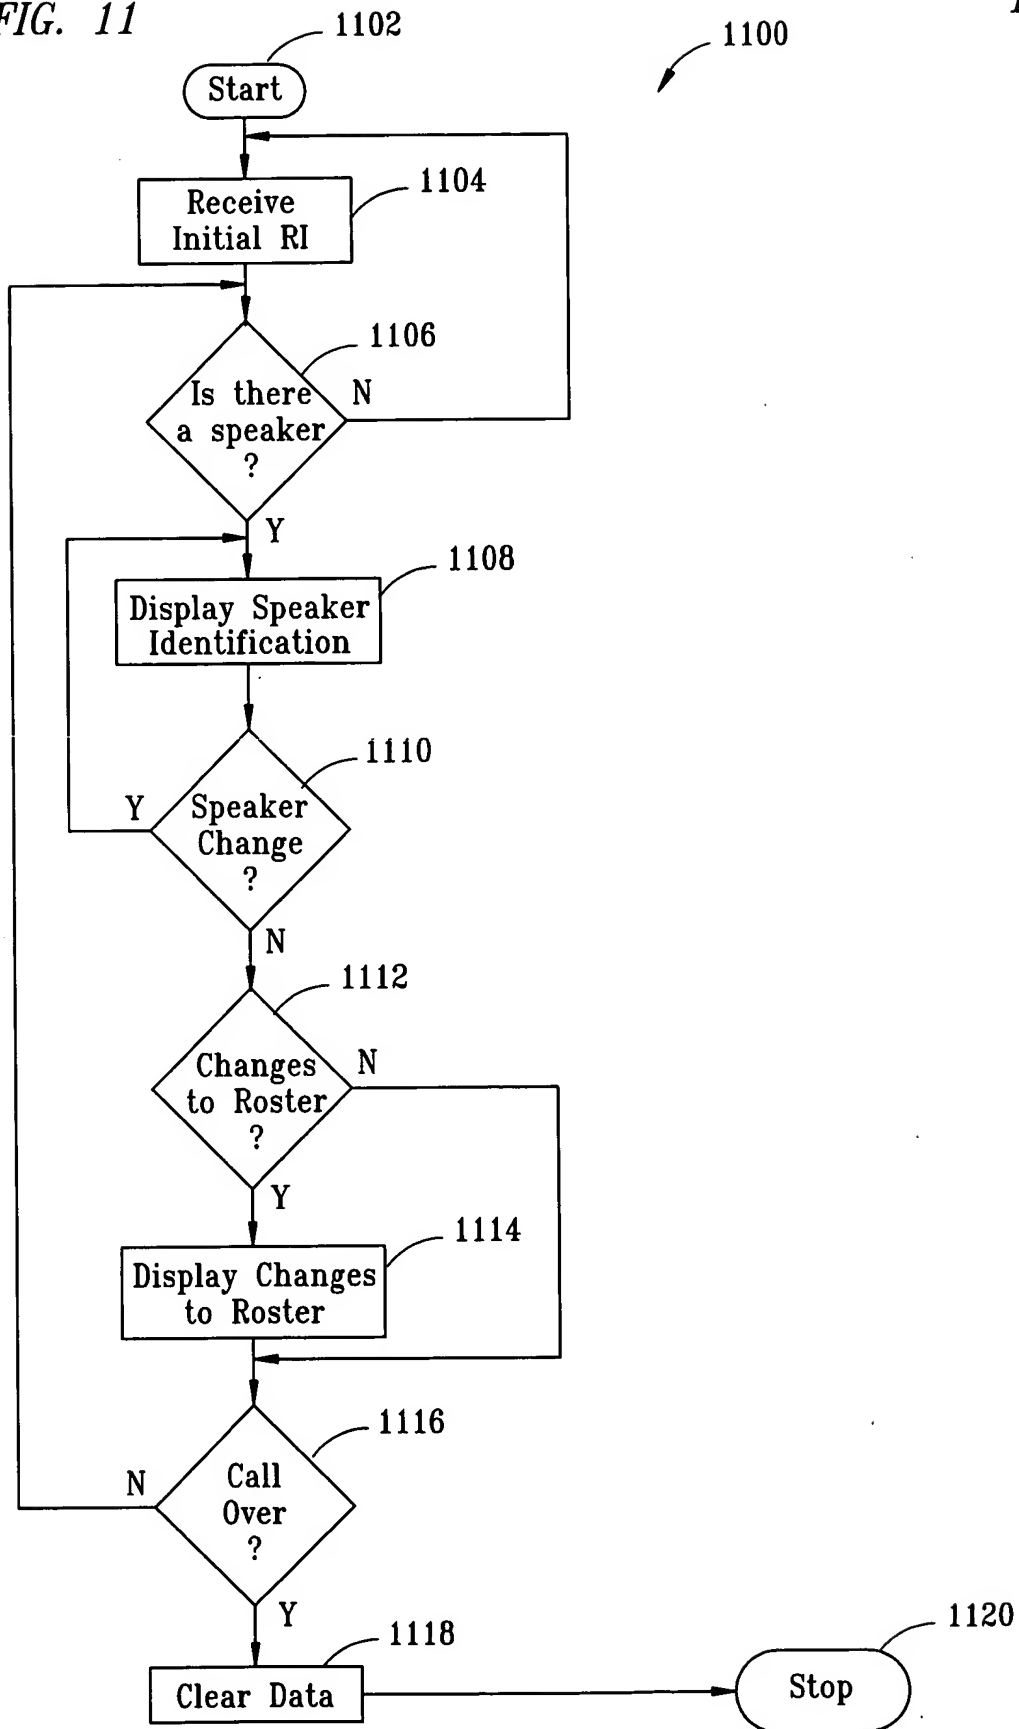 FIG. 11
1102
1100
Start
1104
Receive
Initial RI
1106
Is there
a speaker
?
N
Y
1108
Display Speaker
Identification
1110
Y
Speaker
Change
?
N
1112
Changes
to Roster
?
N
Y
1114
Display Changes
to Roster
1116
N
Call
Over
?
Y
1118
Clear Data
1120
Stop